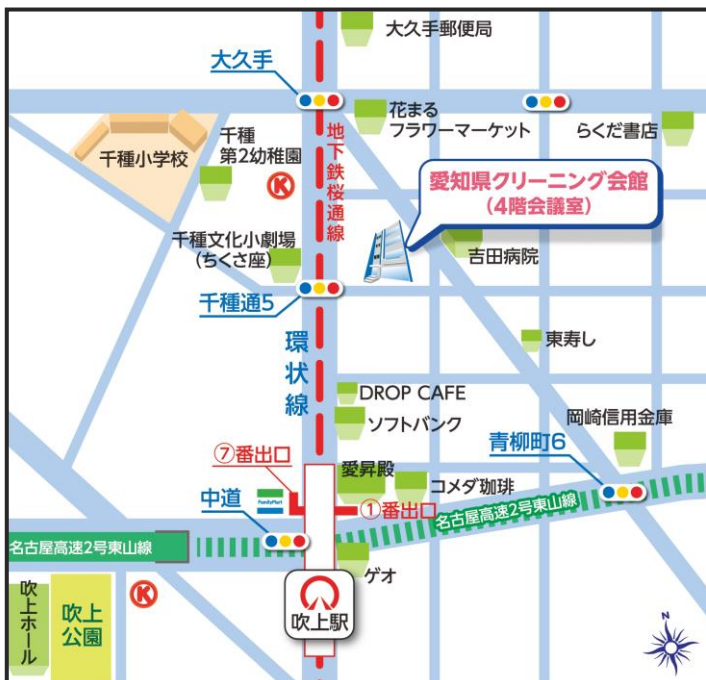 大久手郵便局
大久手
花まる
フラワーマーケット
らくだ書店
千種小学校
千種
第2幼稚園
K
地下鉄桜通線
愛知県クリーニング会館
(4階会議室)
千種文化小劇場
(ちくさ座)
吉田病院
千種通5
環状線
東寿し
DROP CAFE
ソフトバンク
岡崎信用金庫
⑦番出口
愛昇殿
青柳町6
コメダ珈琲
FamilyMart
①番出口
中道
名古屋高速2号東山線
名古屋高速2号東山線
ゲオ
吹上ホール
吹上
公園
K
吹上駅
N